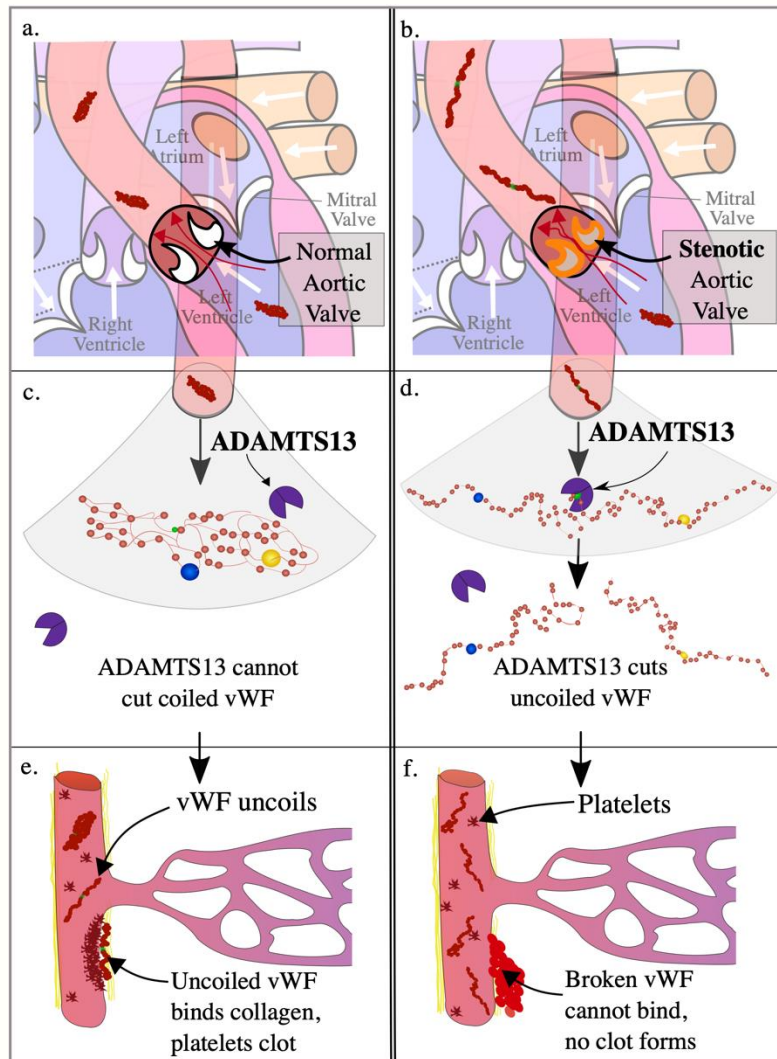 a.
Left
Atrium
Mitral
Valve
Normal
Aortic
Valve
Left
Ventricle
Right
Ventricle
b.
Left
Atrium
Mitral
Valve
Stenotic
Aortic
Valve
Left
Ventricle
Right
Ventricle
c.
ADAMTS13
ADAMTS13 cannot
cut coiled vWF
d.
ADAMTS13
ADAMTS13 cuts
uncoiled vWF
e.
vWF uncoils
Uncoiled vWF
binds collagen,
platelets clot
f.
Platelets
Broken vWF
cannot bind,
no clot forms